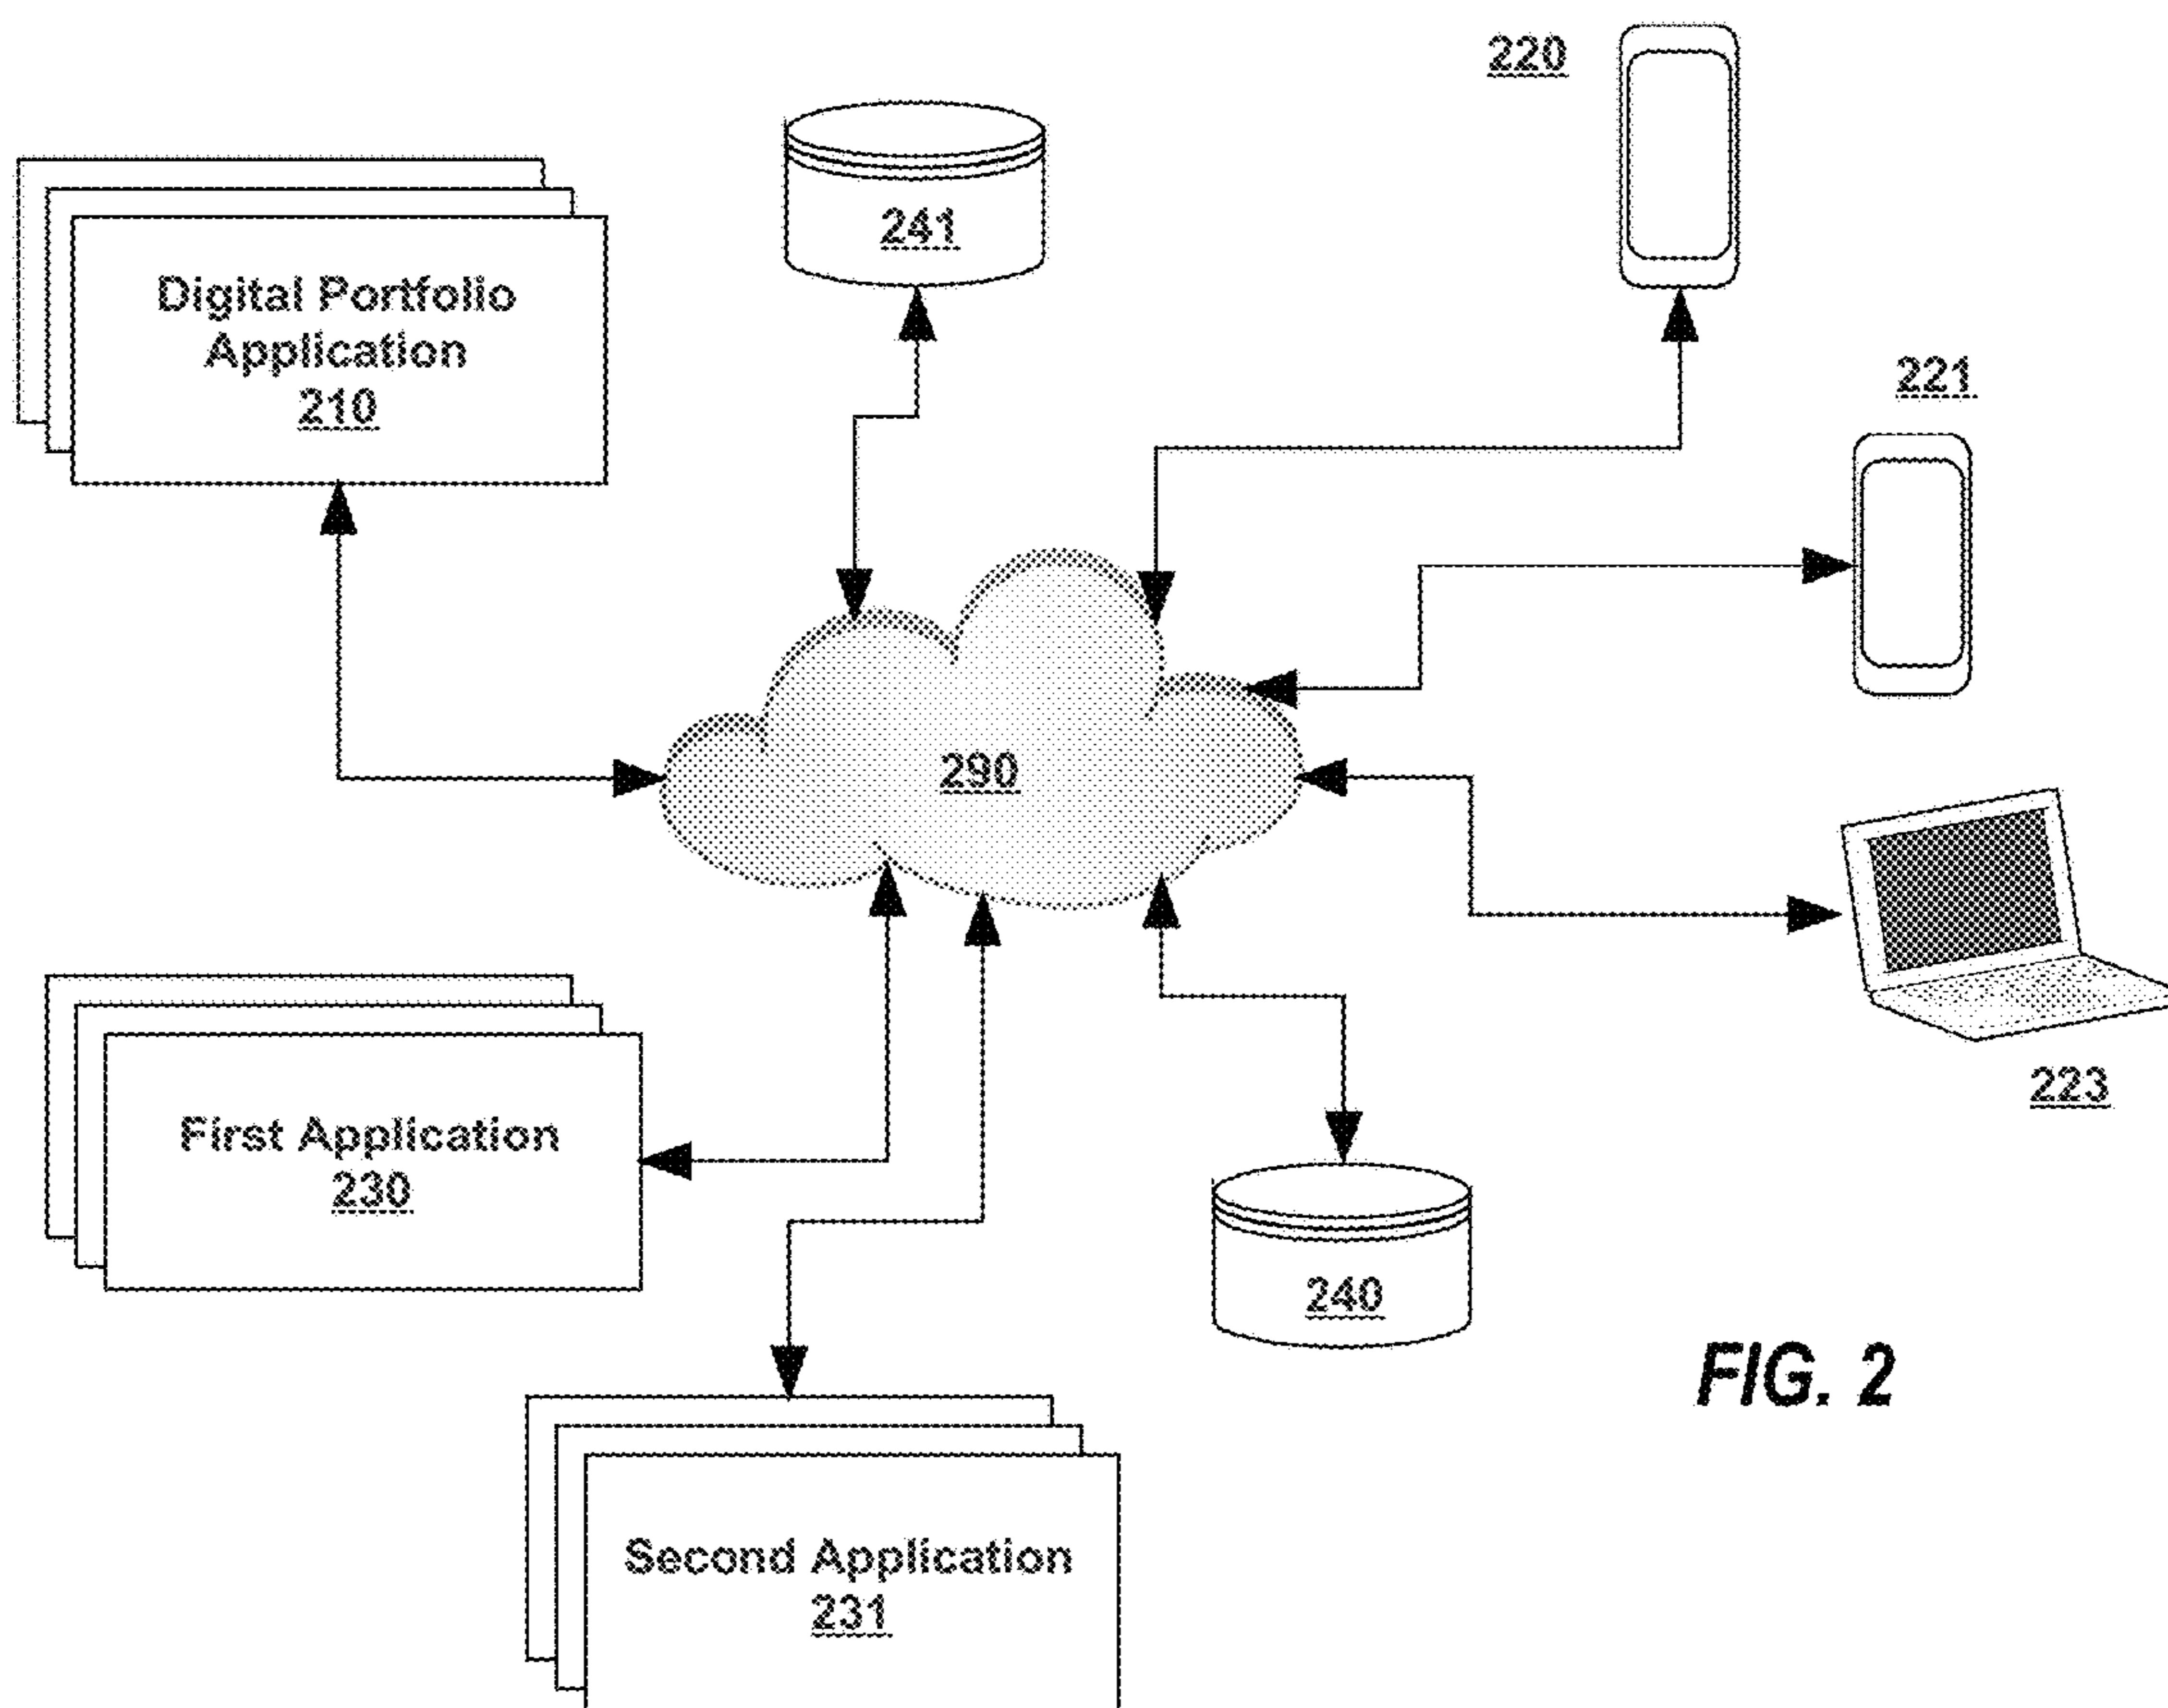 220
241
Digital Portfolio
Application
210
221
290
223
First Application
230
240
FIG. 2
Second Application
231